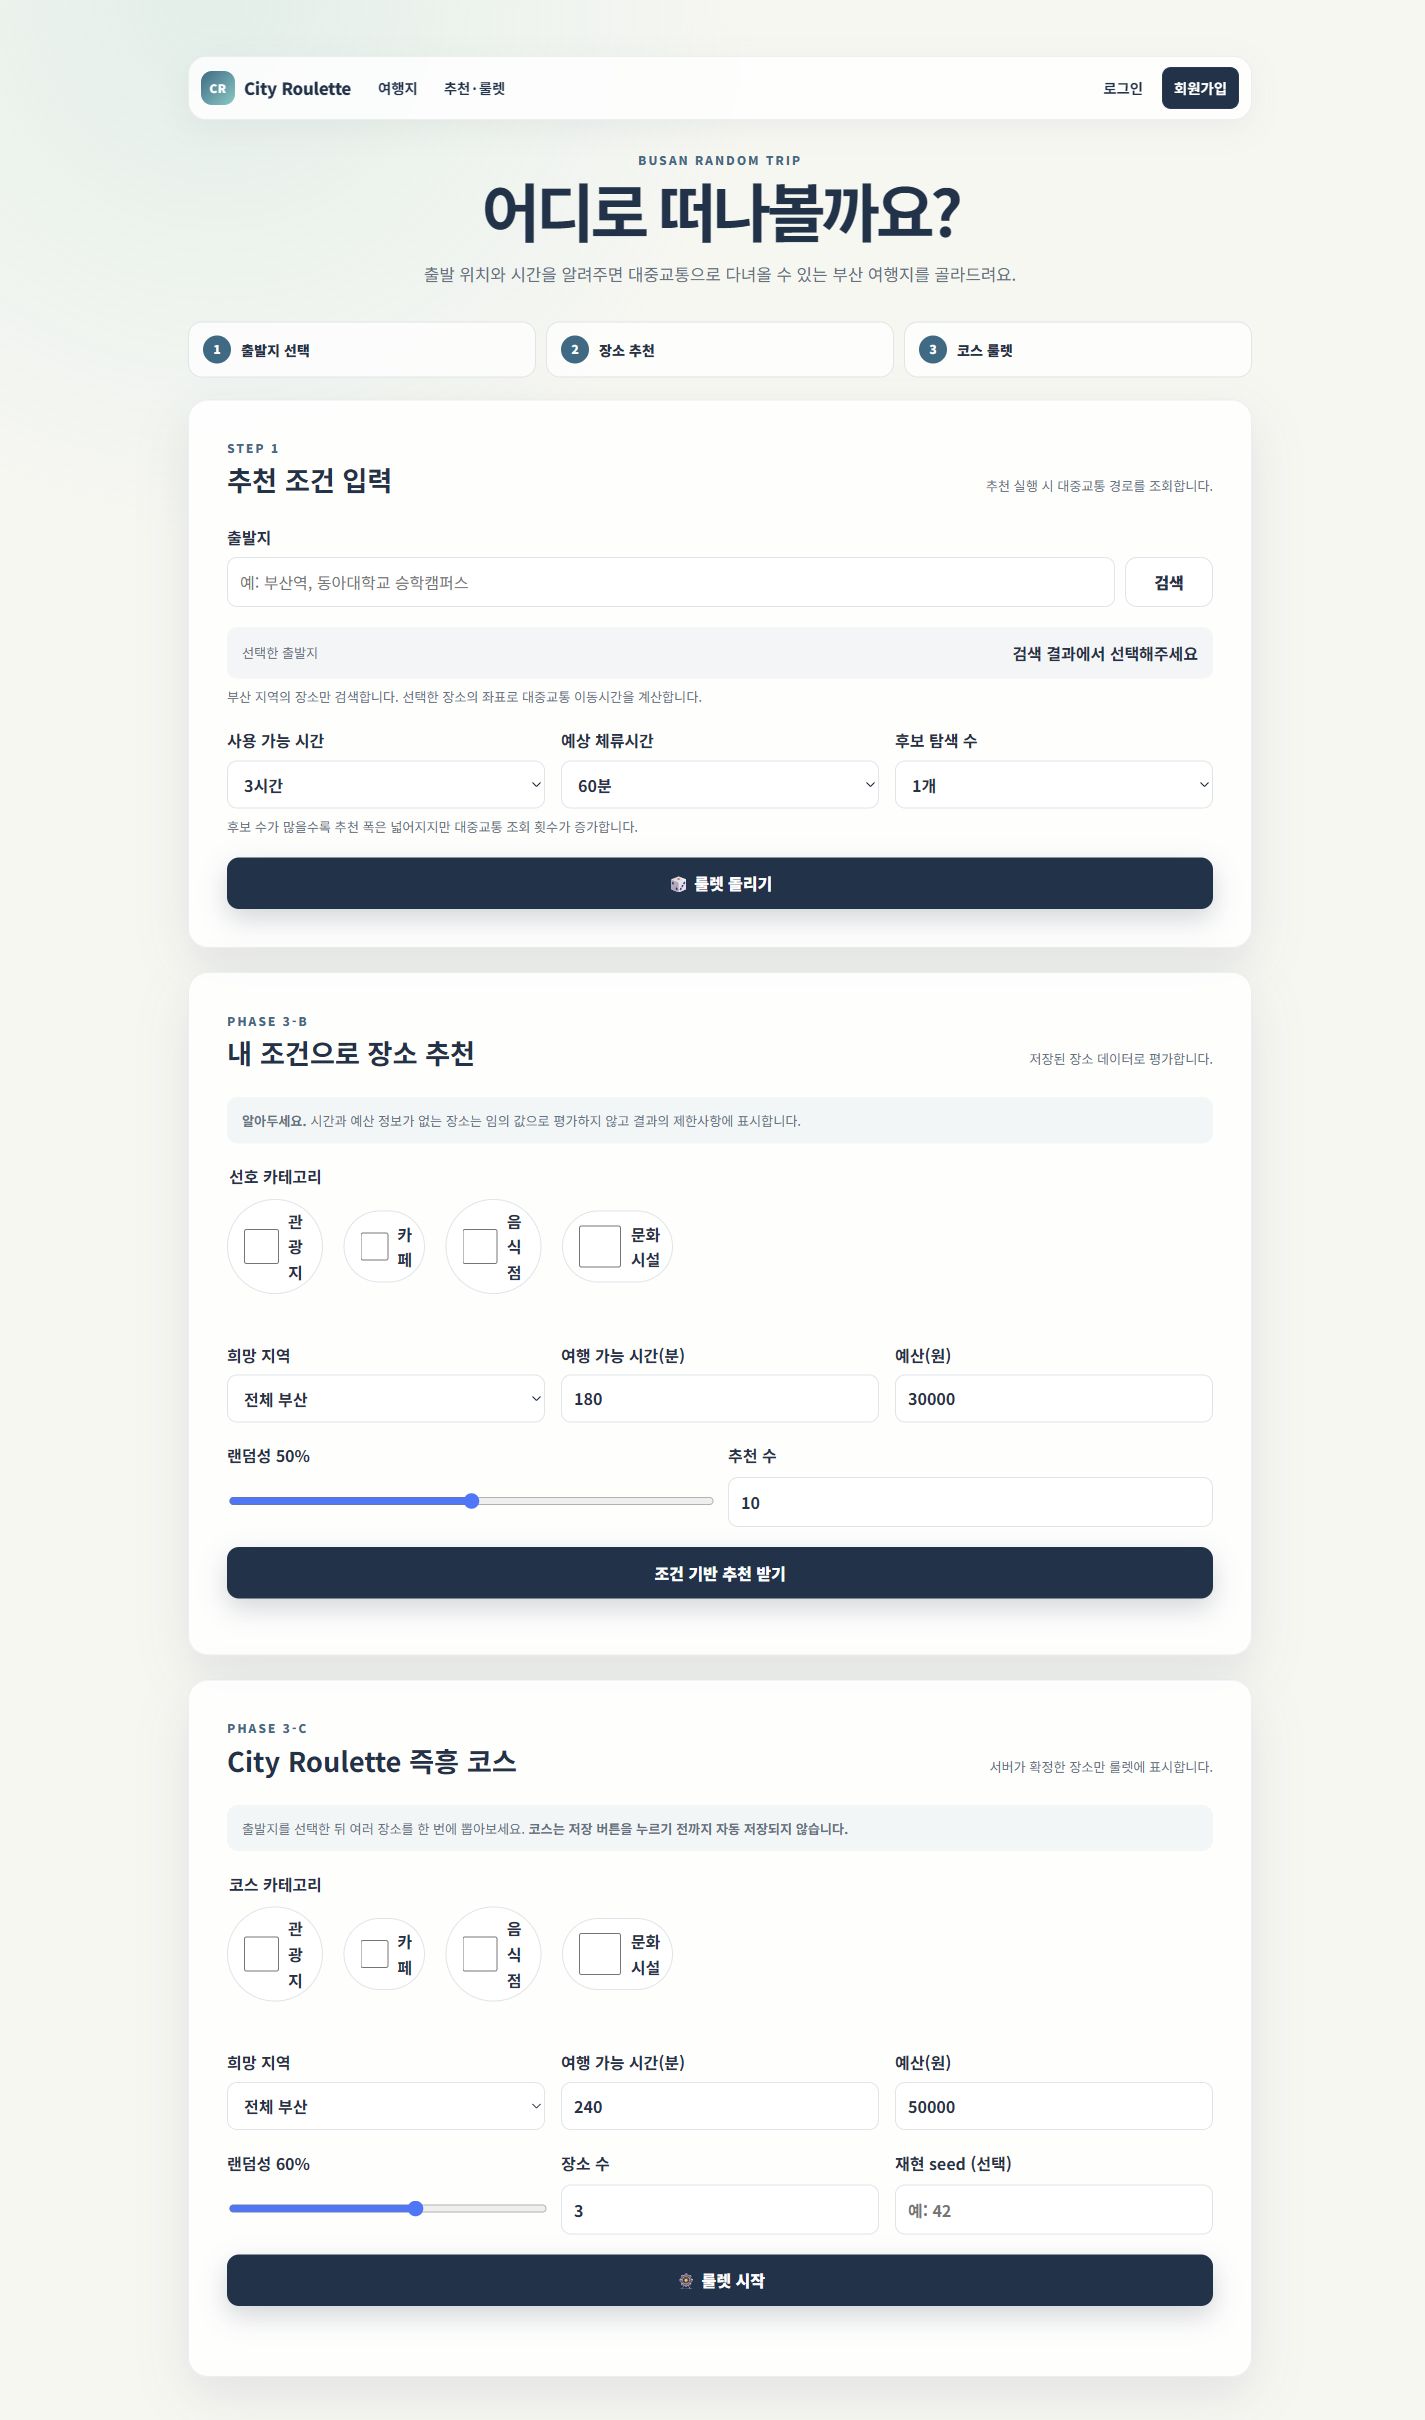 CR City Roulette 여행지 추천·룰렛 로그인 회원가입
BUSAN RANDOM TRIP
어디로 떠나볼까요?
출발 위치와 시간을 알려주면 대중교통으로 다녀올 수 있는 부산 여행지를 골라드려요.
1 출발지 선택 2 장소 추천 3 코스 룰렛
STEP 1
추천 조건 입력
추천 실행 시 대중교통 경로를 조회합니다.
출발지
예: 부산역, 동아대학교 승학캠퍼스 검색
선택한 출발지 검색 결과에서 선택해주세요
부산 지역의 장소만 검색합니다. 선택한 장소의 좌표로 대중교통 이동시간을 계산합니다.
사용 가능 시간 예상 체류시간 후보 탐색 수
3시간 60분 1개
후보 수가 많을수록 추천 폭은 넓어지지만 대중교통 조회 횟수가 증가합니다.
🎲 룰렛 돌리기
PHASE 3-B
내 조건으로 장소 추천
저장된 장소 데이터로 평가합니다.
알아두세요. 시간과 예산 정보가 없는 장소는 임의 값으로 평가하지 않고 결과의 제한사항에 표시합니다.
선호 카테고리
관광지
카페
음식점
문화시설
희망 지역 여행 가능 시간(분) 예산(원)
전체 부산 180 30000
랜덤성 50% 추천 수
10
조건 기반 추천 받기
PHASE 3-C
City Roulette 즉흥 코스
서버가 확정한 장소만 룰렛에 표시합니다.
출발지를 선택한 뒤 여러 장소를 한 번에 뽑아보세요. 코스는 저장 버튼을 누르기 전까지 자동 저장되지 않습니다.
코스 카테고리
관광지
카페
음식점
문화시설
희망 지역 여행 가능 시간(분) 예산(원)
전체 부산 240 50000
랜덤성 60% 장소 수 재현 seed (선택)
3 예: 42
🎡 룰렛 시작